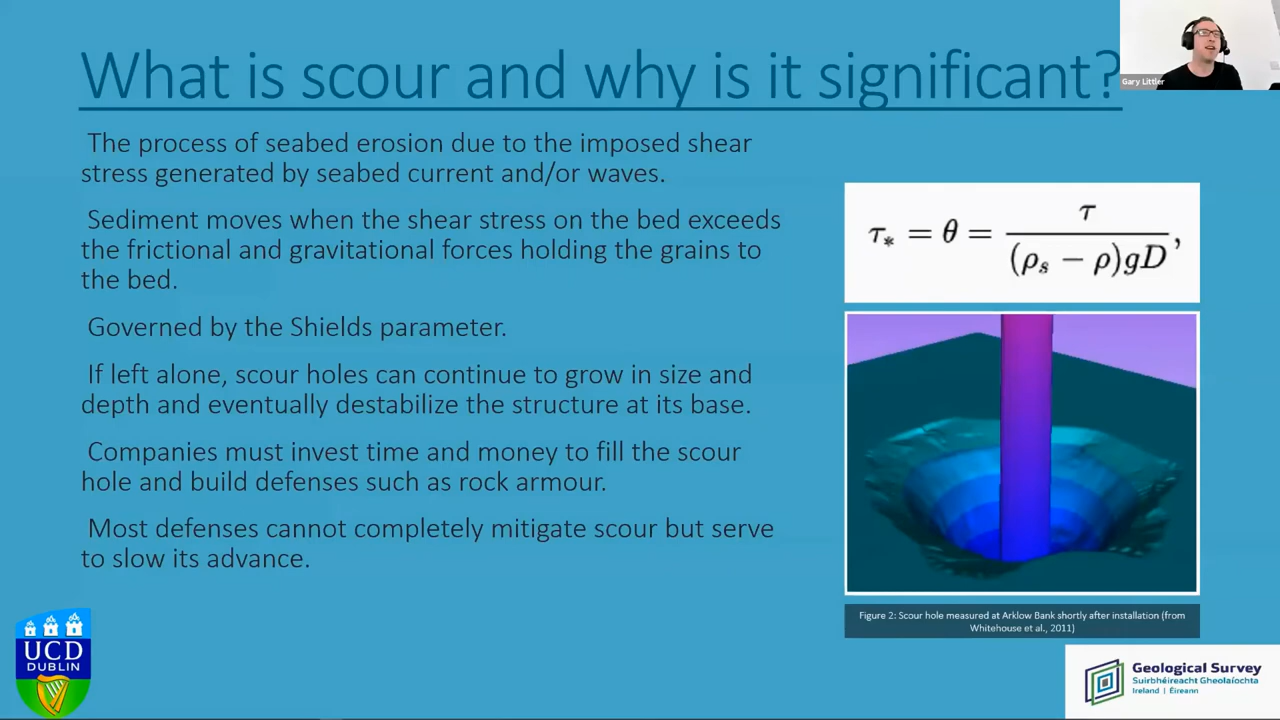 What is scour and why is it significant?
Gary Littler
The process of seabed erosion due to the imposed shear
stress generated by seabed current and/or waves.
Sediment moves when the shear stress on the bed exceeds
the frictional and gravitational forces holding the grains to
the bed.
Governed by the Shields parameter.
If left alone, scour holes can continue to grow in size and
depth and eventually destabilize the structure at its base.
Companies must invest time and money to fill the scour
hole and build defenses such as rock armour.
Most defenses cannot completely mitigate scour but serve
to slow its advance.
τ* = θ = τ / ((ρs − ρ)gD),
Figure 2: Scour hole measured at Arklow Bank shortly after installation (from
Whitehouse et al., 2011)
UCD
DUBLIN
Geological Survey
Suirbhéireacht Gheolaíochta
Ireland | Éireann